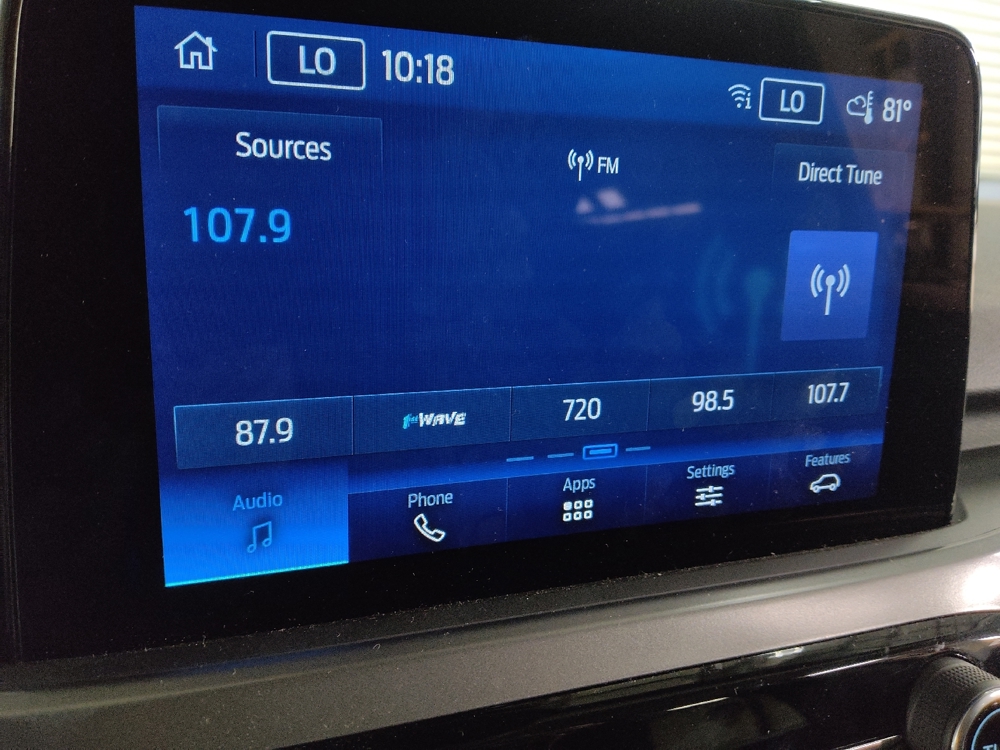 LO 10:18 LO 81°
Sources FM Direct Tune
107.9
87.9 1st WAVE 720 98.5 107.7
Audio Phone Apps Settings Features